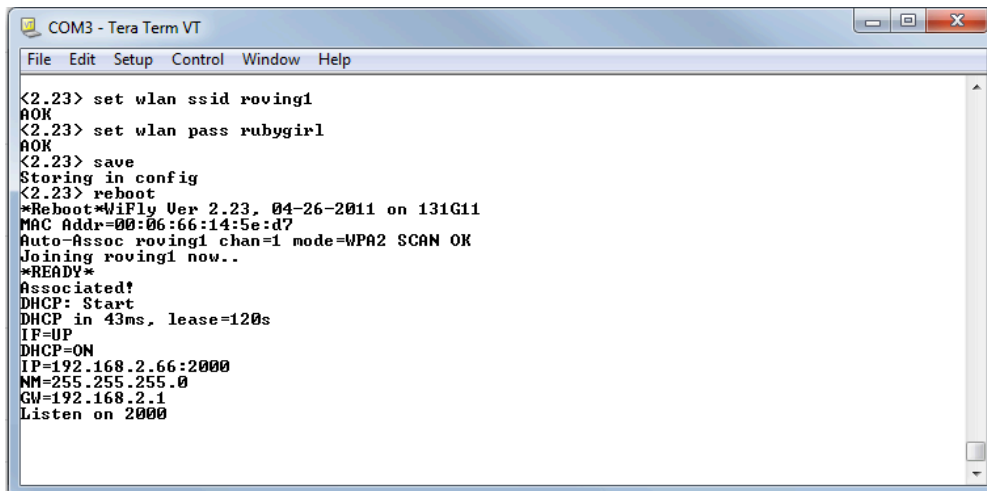 COM3 - Tera Term VT
File Edit Setup Control Window Help
<2.23> set wlan ssid roving1
AOK
<2.23> set wlan pass rubygirl
AOK
<2.23> save
Storing in config
<2.23> reboot
*Reboot*WiFly Ver 2.23, 04-26-2011 on 131G11
MAC Addr=00:06:66:14:5e:d7
Auto-Assoc roving1 chan=1 mode=WPA2 SCAN OK
Joining roving1 now..
*READY*
Associated!
DHCP: Start
DHCP in 43ms, lease=120s
IF=UP
DHCP=ON
IP=192.168.2.66:2000
NM=255.255.255.0
GW=192.168.2.1
Listen on 2000